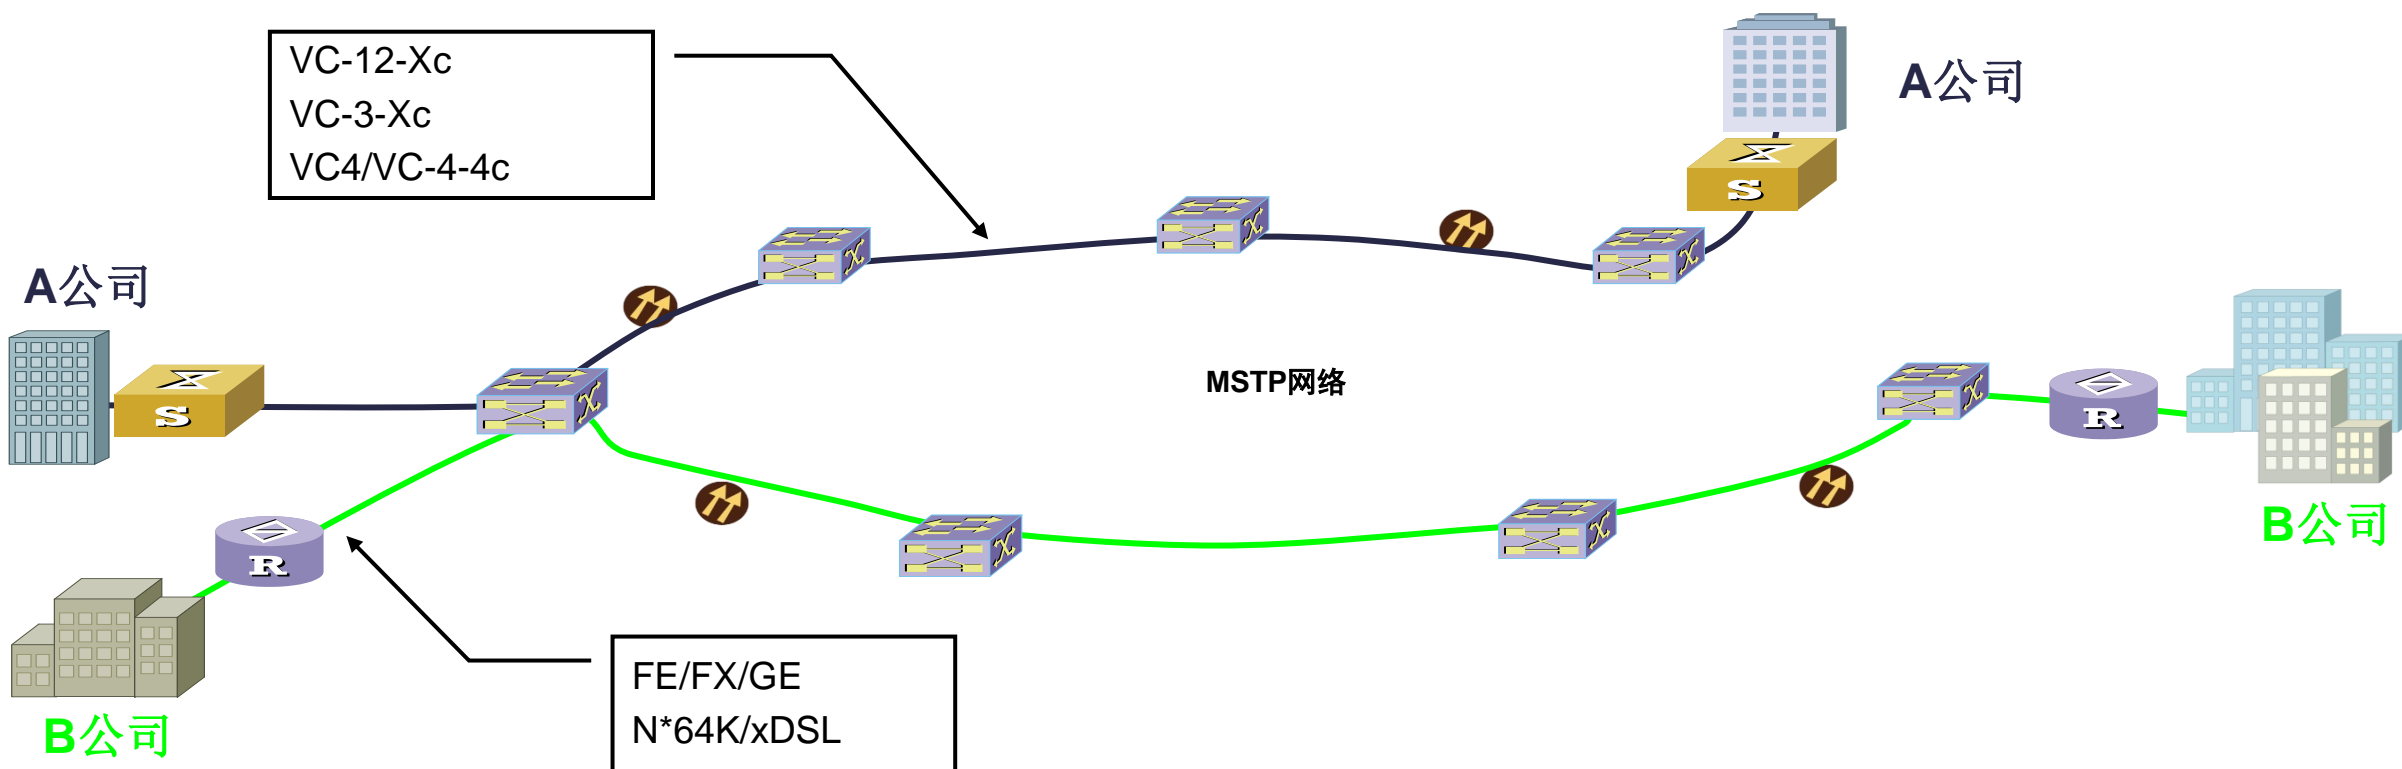 VC-12-Xc
VC-3-Xc
VC4/VC-4-4c
A公司
S
A公司
S
MSTP网络
R
B公司
R
B公司
FE/FX/GE
N*64K/xDSL